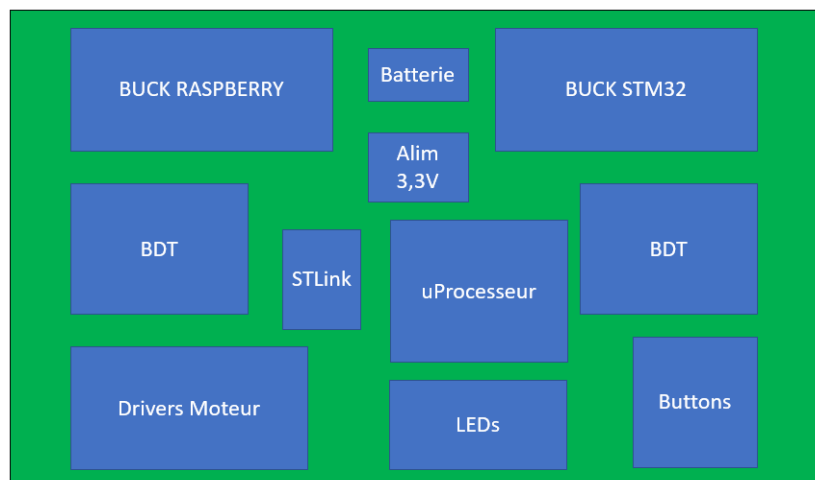 BUCK RASPBERRY
Batterie
BUCK STM32
Alim
3,3V
BDT
STLink
uProcesseur
BDT
Drivers Moteur
LEDs
Buttons